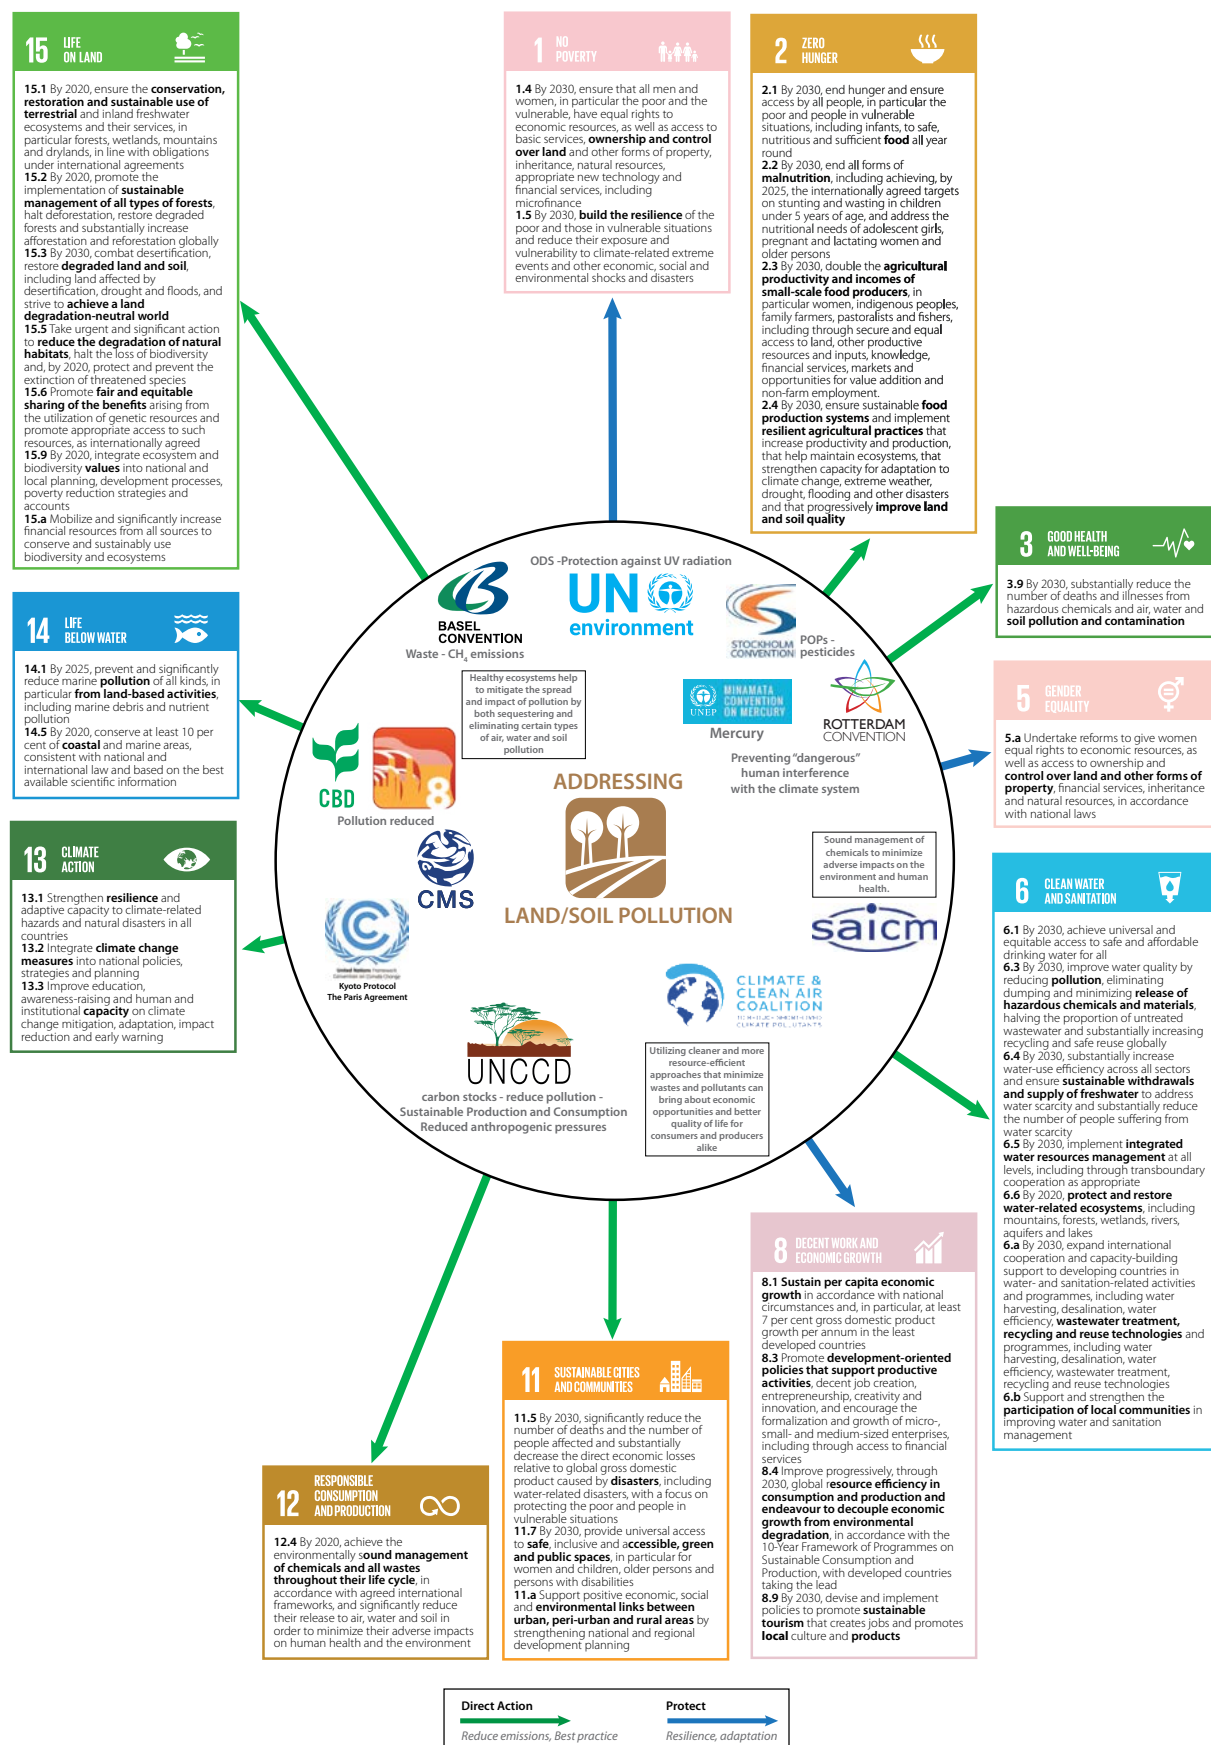 15 LIFE
ON LAND
15.1 By 2020, ensure the conservation,
restoration and sustainable use of
terrestrial and inland freshwater
ecosystems and their services, in
particular forests, wetlands, mountains
and drylands, in line with obligations
under international agreements
15.2 By 2020, promote the
implementation of sustainable
management of all types of forests,
halt deforestation, restore degraded
forests and substantially increase
afforestation and reforestation globally
15.3 By 2030, combat desertification,
restore degraded land and soil,
including land affected by
desertification, drought and floods, and
strive to achieve a land
degradation-neutral world
15.5 Take urgent and significant action
to reduce the degradation of natural
habitats, halt the loss of biodiversity
and, by 2020, protect and prevent the
extinction of threatened species
15.6 Promote fair and equitable
sharing of the benefits arising from
the utilization of genetic resources and
promote appropriate access to such
resources, as internationally agreed
15.9 By 2020, integrate ecosystem and
biodiversity values into national and
local planning, development processes,
poverty reduction strategies and
accounts
15.a Mobilize and significantly increase
financial resources from all sources to
conserve and sustainably use
biodiversity and ecosystems
1 NO
POVERTY
1.4 By 2030, ensure that all men and
women, in particular the poor and the
vulnerable, have equal rights to
economic resources, as well as access to
basic services, ownership and control
over land and other forms of property,
inheritance, natural resources,
appropriate new technology and
financial services, including
microfinance
1.5 By 2030, build the resilience of the
poor and those in vulnerable situations
and reduce their exposure and
vulnerability to climate-related extreme
events and other economic, social and
environmental shocks and disasters
2 ZERO
HUNGER
2.1 By 2030, end hunger and ensure
access by all people, in particular the
poor and people in vulnerable
situations, including infants, to safe,
nutritious and sufficient food all year
round
2.2 By 2030, end all forms of
malnutrition, including achieving, by
2025, the internationally agreed targets
on stunting and wasting in children
under 5 years of age, and address the
nutritional needs of adolescent girls,
pregnant and lactating women and
older persons
2.3 By 2030, double the agricultural
productivity and incomes of
small-scale food producers, in
particular women, indigenous peoples,
family farmers, pastoralists and fishers,
including through secure and equal
access to land, other productive
resources and inputs, knowledge,
financial services, markets and
opportunities for value addition and
non-farm employment.
2.4 By 2030, ensure sustainable food
production systems and implement
resilient agricultural practices that
increase productivity and production,
that help maintain ecosystems, that
strengthen capacity for adaptation to
climate change, extreme weather,
drought, flooding and other disasters
and that progressively improve land
and soil quality
3 GOOD HEALTH
AND WELL-BEING
3.9 By 2030, substantially reduce the
number of deaths and illnesses from
hazardous chemicals and air, water and
soil pollution and contamination
14 LIFE
BELOW WATER
14.1 By 2025, prevent and significantly
reduce marine pollution of all kinds, in
particular from land-based activities,
including marine debris and nutrient
pollution
14.5 By 2020, conserve at least 10 per
cent of coastal and marine areas,
consistent with national and
international law and based on the best
available scientific information
5 GENDER
EQUALITY
5.a Undertake reforms to give women
equal rights to economic resources, as
well as access to ownership and
control over land and other forms of
property, financial services, inheritance
and natural resources, in accordance
with national laws
13 CLIMATE
ACTION
13.1 Strengthen resilience and
adaptive capacity to climate-related
hazards and natural disasters in all
countries
13.2 Integrate climate change
measures into national policies,
strategies and planning
13.3 Improve education,
awareness-raising and human and
institutional capacity on climate
change mitigation, adaptation, impact
reduction and early warning
6 CLEAN WATER
AND SANITATION
6.1 By 2030, achieve universal and
equitable access to safe and affordable
drinking water for all
6.3 By 2030, improve water quality by
reducing pollution, eliminating
dumping and minimizing release of
hazardous chemicals and materials,
halving the proportion of untreated
wastewater and substantially increasing
recycling and safe reuse globally
6.4 By 2030, substantially increase
water-use efficiency across all sectors
and ensure sustainable withdrawals
and supply of freshwater to address
water scarcity and substantially reduce
the number of people suffering from
water scarcity
6.5 By 2030, implement integrated
water resources management at all
levels, including through transboundary
cooperation as appropriate
6.6 By 2020, protect and restore
water-related ecosystems, including
mountains, forests, wetlands, rivers,
aquifers and lakes
6.a By 2030, expand international
cooperation and capacity-building
support to developing countries in
water- and sanitation-related activities
and programmes, including water
harvesting, desalination, water
efficiency, wastewater treatment,
recycling and reuse technologies and
programmes, including water
harvesting, desalination, water
efficiency, wastewater treatment,
recycling and reuse technologies
6.b Support and strengthen the
participation of local communities in
improving water and sanitation
management
ODS -Protection against UV radiation
BASEL
CONVENTION
Waste - CH4 emissions
UN
environment
STOCKHOLM
CONVENTION
POPs -
pesticides
Healthy ecosystems help
to mitigate the spread
and impact of pollution by
both sequestering and
eliminating certain types
of air, water and soil
pollution
UNEP
MINAMATA
CONVENTION
ON MERCURY
Mercury
ROTTERDAM
CONVENTION
Preventing “dangerous”
human interference
with the climate system
CBD
8
Pollution reduced
ADDRESSING
LAND/SOIL POLLUTION
CMS
Sound management of
chemicals to minimize
adverse impacts on the
environment and human
health.
saicm
United Nations Framework
Convention on Climate Change
Kyoto Protocol
The Paris Agreement
CLIMATE &
CLEAN AIR
COALITION
TO REDUCE SHORT-LIVED
CLIMATE POLLUTANTS
UNCCD
carbon stocks - reduce pollution -
Sustainable Production and Consumption
Reduced anthropogenic pressures
Utilizing cleaner and more
resource-efficient
approaches that minimize
wastes and pollutants can
bring about economic
opportunities and better
quality of life for
consumers and producers
alike
8 DECENT WORK AND
ECONOMIC GROWTH
8.1 Sustain per capita economic
growth in accordance with national
circumstances and, in particular, at least
7 per cent gross domestic product
growth per annum in the least
developed countries
8.3 Promote development-oriented
policies that support productive
activities, decent job creation,
entrepreneurship, creativity and
innovation, and encourage the
formalization and growth of micro-,
small- and medium-sized enterprises,
including through access to financial
services
8.4 Improve progressively, through
2030, global resource efficiency in
consumption and production and
endeavour to decouple economic
growth from environmental
degradation, in accordance with the
10-Year Framework of Programmes on
Sustainable Consumption and
Production, with developed countries
taking the lead
8.9 By 2030, devise and implement
policies to promote sustainable
tourism that creates jobs and promotes
local culture and products
11 SUSTAINABLE CITIES
AND COMMUNITIES
11.5 By 2030, significantly reduce the
number of deaths and the number of
people affected and substantially
decrease the direct economic losses
relative to global gross domestic
product caused by disasters, including
water-related disasters, with a focus on
protecting the poor and people in
vulnerable situations
11.7 By 2030, provide universal access
to safe, inclusive and accessible, green
and public spaces, in particular for
women and children, older persons and
persons with disabilities
11.a Support positive economic, social
and environmental links between
urban, peri-urban and rural areas by
strengthening national and regional
development planning
12 RESPONSIBLE
CONSUMPTION
AND PRODUCTION
12.4 By 2020, achieve the
environmentally sound management
of chemicals and all wastes
throughout their life cycle, in
accordance with agreed international
frameworks, and significantly reduce
their release to air, water and soil in
order to minimize their adverse impacts
on human health and the environment
Direct Action
Reduce emissions, Best practice
Protect
Resilience, adaptation